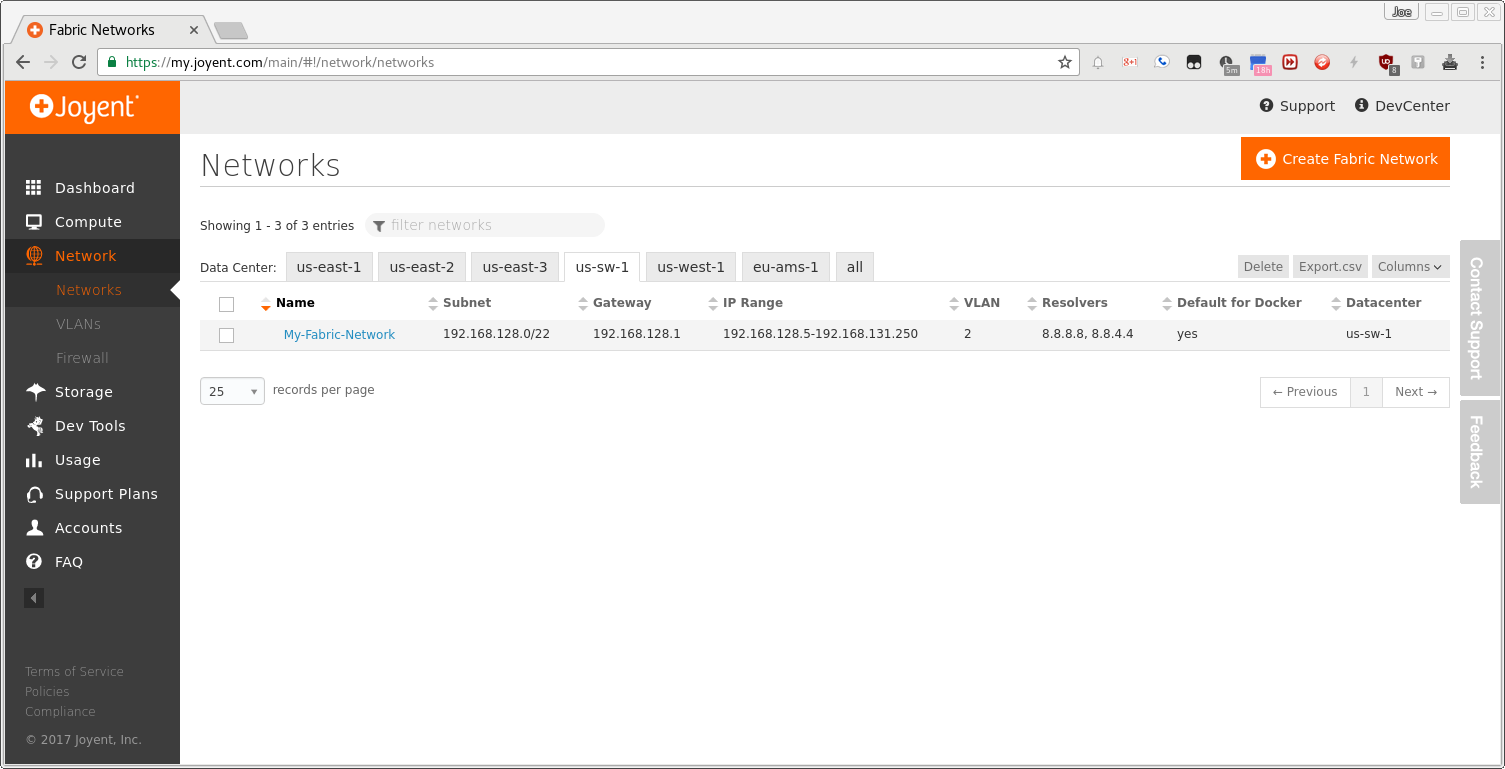 Joe
Fabric Networks
https://my.joyent.com/main/#!/network/networks
g+1
5m
18h
8
Joyent
Support
DevCenter
Networks
Create Fabric Network
Dashboard
Compute
Network
Networks
VLANs
Firewall
Storage
Dev Tools
Usage
Support Plans
Accounts
FAQ
Terms of Service
Policies
Compliance
© 2017 Joyent, Inc.
Showing 1 - 3 of 3 entries
filter networks
Data Center: us-east-1 us-east-2 us-east-3 us-sw-1 us-west-1 eu-ams-1 all
Delete Export.csv Columns
Name Subnet Gateway IP Range VLAN Resolvers Default for Docker Datacenter
My-Fabric-Network 192.168.128.0/22 192.168.128.1 192.168.128.5-192.168.131.250 2 8.8.8.8, 8.8.4.4 yes us-sw-1
25 records per page
← Previous 1 Next →
Contact Support
Feedback